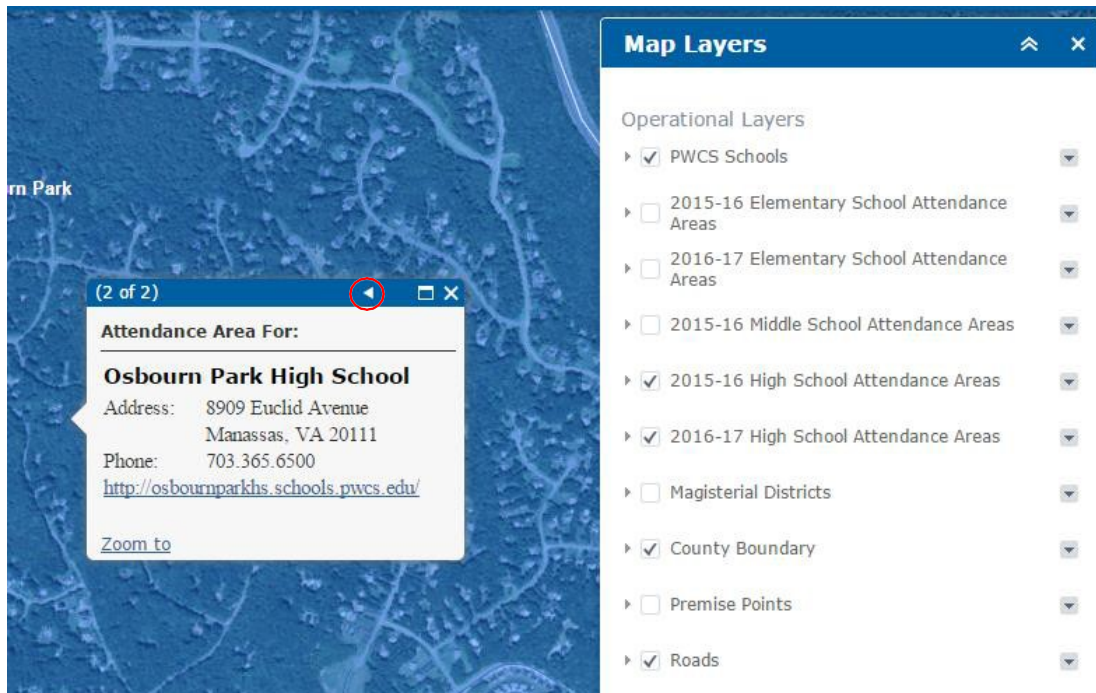 rn Park
(2 of 2)
Attendance Area For:
Osbourn Park High School
Address: 8909 Euclid Avenue
Manassas, VA 20111
Phone: 703.365.6500
http://osbournparkhs.schools.pwcs.edu/
Zoom to
Map Layers
Operational Layers
PWCS Schools
2015-16 Elementary School Attendance
Areas
2016-17 Elementary School Attendance
Areas
2015-16 Middle School Attendance Areas
2015-16 High School Attendance Areas
2016-17 High School Attendance Areas
Magisterial Districts
County Boundary
Premise Points
Roads